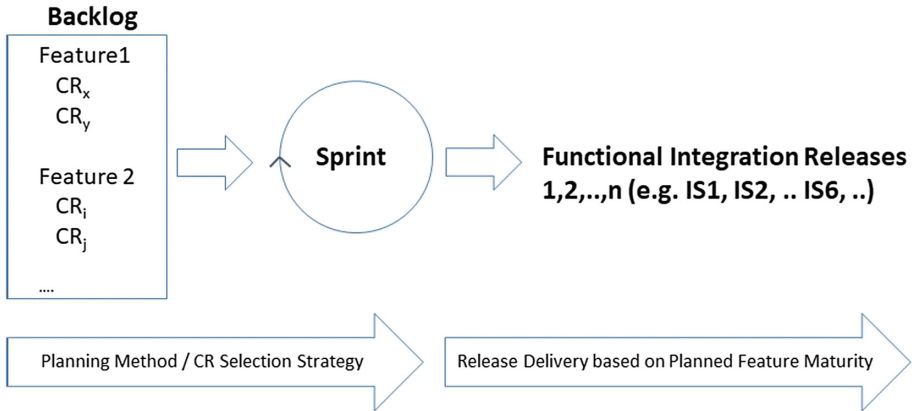 Backlog
Feature1
CRx
CRy
Feature 2
CRi
CRj
....
Sprint
Functional Integration Releases
1,2,..,n (e.g. IS1, IS2, .. IS6, ..)
Planning Method / CR Selection Strategy
Release Delivery based on Planned Feature Maturity